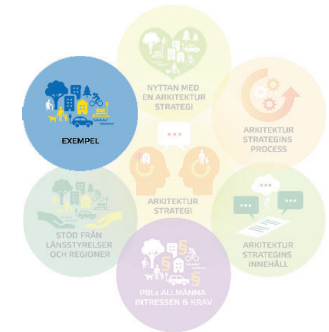 NYTTAN MED
EN ARKITEKTUR
STRATEGI
EXEMPEL
ARKITEKTUR
STRATEGINS
PROCESS
ARKITEKTUR
STRATEGI
STÖD FRÅN
LÄNSSTYRELSER
OCH REGIONER
ARKITEKTUR
STRATEGINS
INNEHÅLL
PBLs ALLMÄNNA
INTRESSEN & KRAV